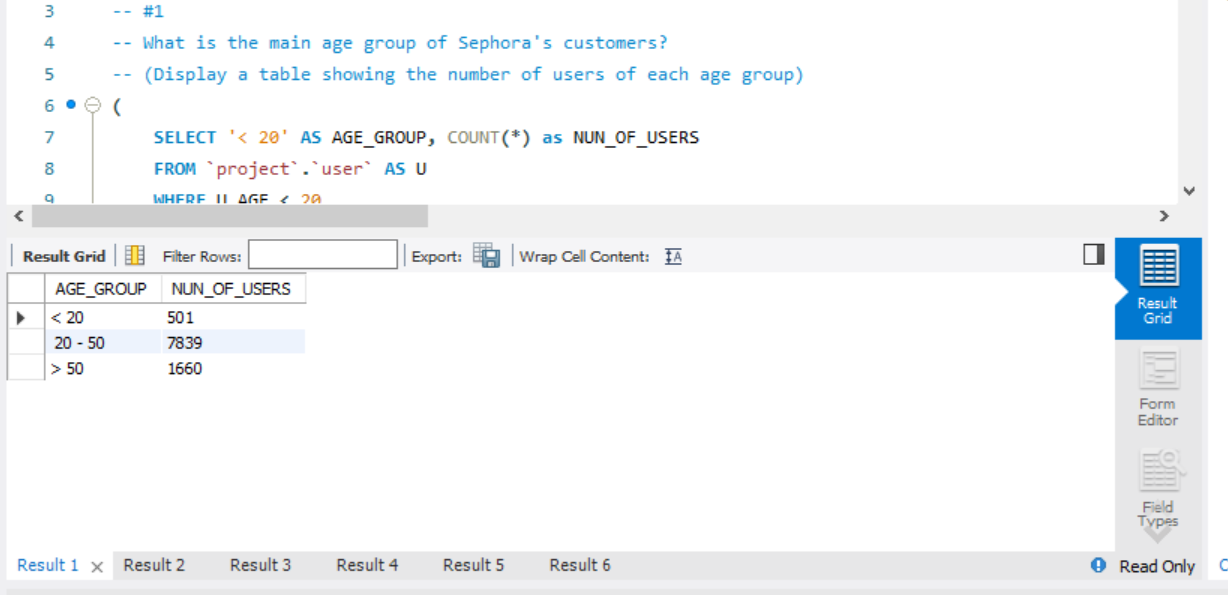 3 -- #1
4 -- What is the main age group of Sephora's customers?
5 -- (Display a table showing the number of users of each age group)
6 (
7 SELECT '< 20' AS AGE_GROUP, COUNT(*) as NUN_OF_USERS
8 FROM `project`.`user` AS U
9 WHERE U.AGE < 20
Result Grid Filter Rows: Export: Wrap Cell Content: IA
AGE_GROUP NUN_OF_USERS
< 20 501
20 - 50 7839
> 50 1660
Result
Grid
Form
Editor
Field
Types
Result 1 × Result 2 Result 3 Result 4 Result 5 Result 6 Read Only